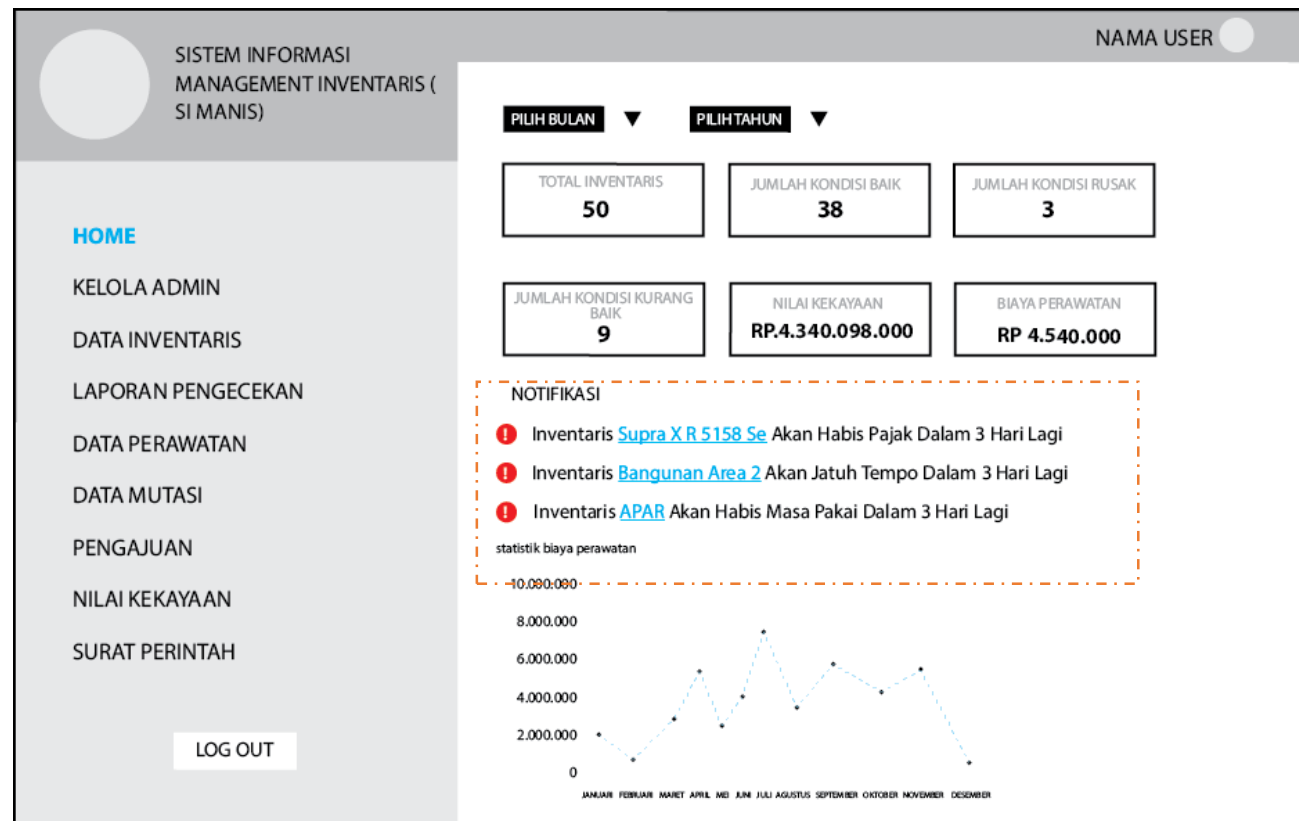 SISTEM INFORMASI
MANAGEMENT INVENTARIS (
SI MANIS)
NAMA USER
HOME
KELOLA ADMIN
DATA INVENTARIS
LAPORAN PENGECEKAN
DATA PERAWATAN
DATA MUTASI
PENGAJUAN
NILAI KEKAYAAN
SURAT PERINTAH
LOG OUT
PILIH BULAN ▼ PILIH TAHUN ▼
TOTAL INVENTARIS
50
JUMLAH KONDISI BAIK
38
JUMLAH KONDISI RUSAK
3
JUMLAH KONDISI KURANG
BAIK
9
NILAI KEKAYAAN
RP.4.340.098.000
BIAYA PERAWATAN
RP 4.540.000
NOTIFIKASI
! Inventaris Supra X R 5158 Se Akan Habis Pajak Dalam 3 Hari Lagi
! Inventaris Bangunan Area 2 Akan Jatuh Tempo Dalam 3 Hari Lagi
! Inventaris APAR Akan Habis Masa Pakai Dalam 3 Hari Lagi
statistik biaya perawatan
10.000.000
8.000.000
6.000.000
4.000.000
2.000.000
0
JANUARI FEBRUARI MARET APRIL MEI JUNI JULI AGUSTUS SEPTEMBER OKTOBER NOVEMBER DESEMBER